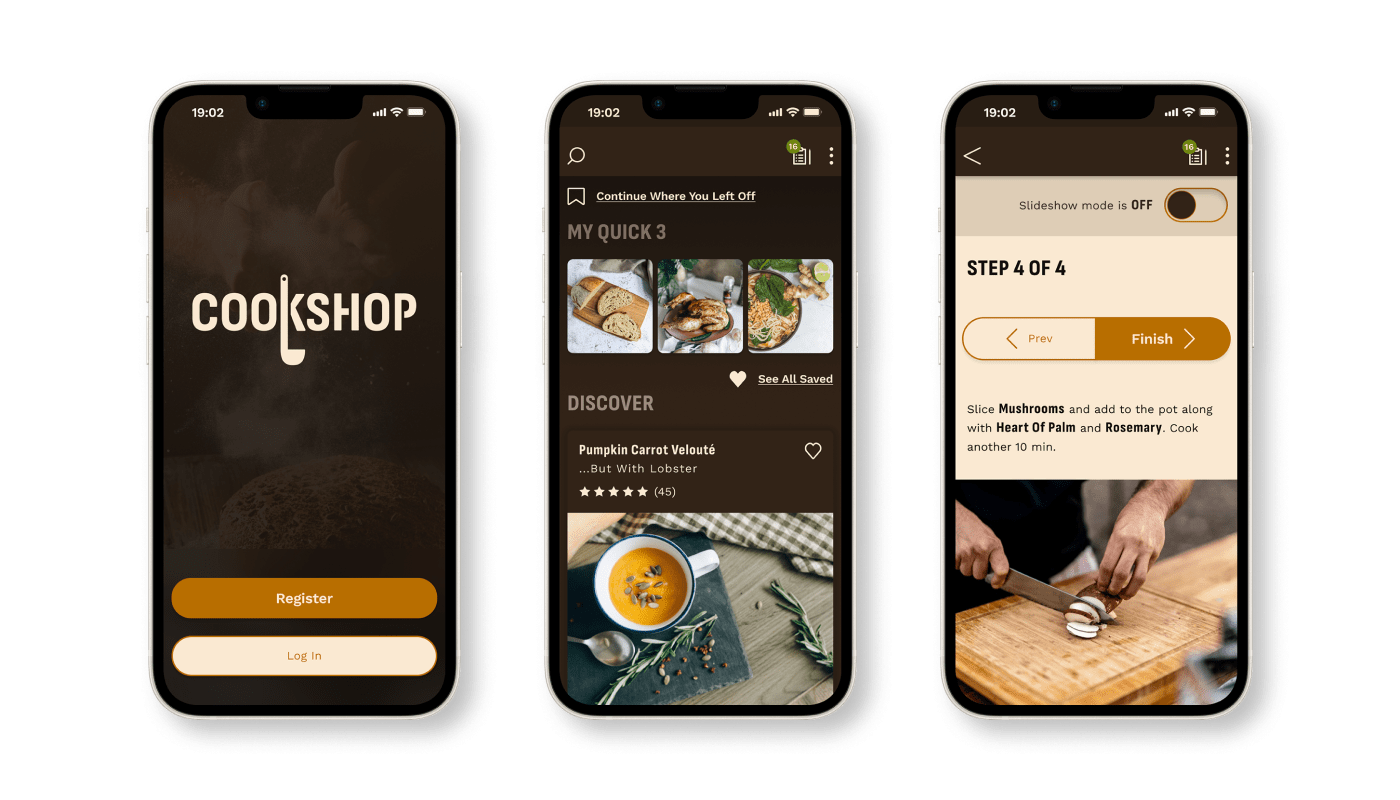 19:02
COOKSHOP
Register
Log In
19:02
16
Continue Where You Left Off
MY QUICK 3
See All Saved
DISCOVER
Pumpkin Carrot Velouté
...But With Lobster
(45)
19:02
16
Slideshow mode is OFF
STEP 4 OF 4
Prev
Finish
Slice Mushrooms and add to the pot along
with Heart Of Palm and Rosemary. Cook
another 10 min.